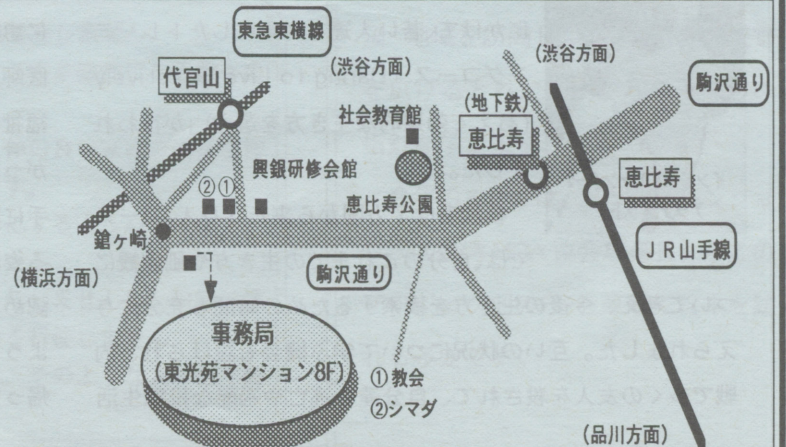 東急東横線
代官山
(渋谷方面)
(渋谷方面)
駒沢通り
社会教育館
(地下鉄)
恵比寿
興銀研修会館
②①
恵比寿公園
恵比寿
鎗ヶ崎
JR山手線
(横浜方面)
駒沢通り
事務局
(東光苑マンション8F)
①教会
②シマダ
(品川方面)